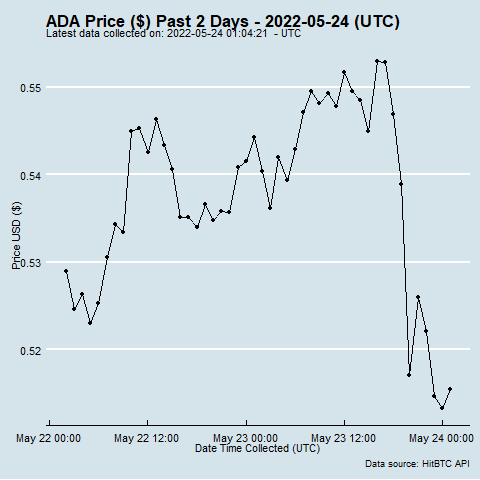 ADA Price ($) Past 2 Days - 2022-05-24 (UTC)
Latest data collected on: 2022-05-24 01:04:21 - UTC
0.55
0.54
0.53
0.52
Price USD ($)
May 22 00:00 May 22 12:00 May 23 00:00 May 23 12:00 May 24 00:00
Date Time Collected (UTC)
Data source: HitBTC API